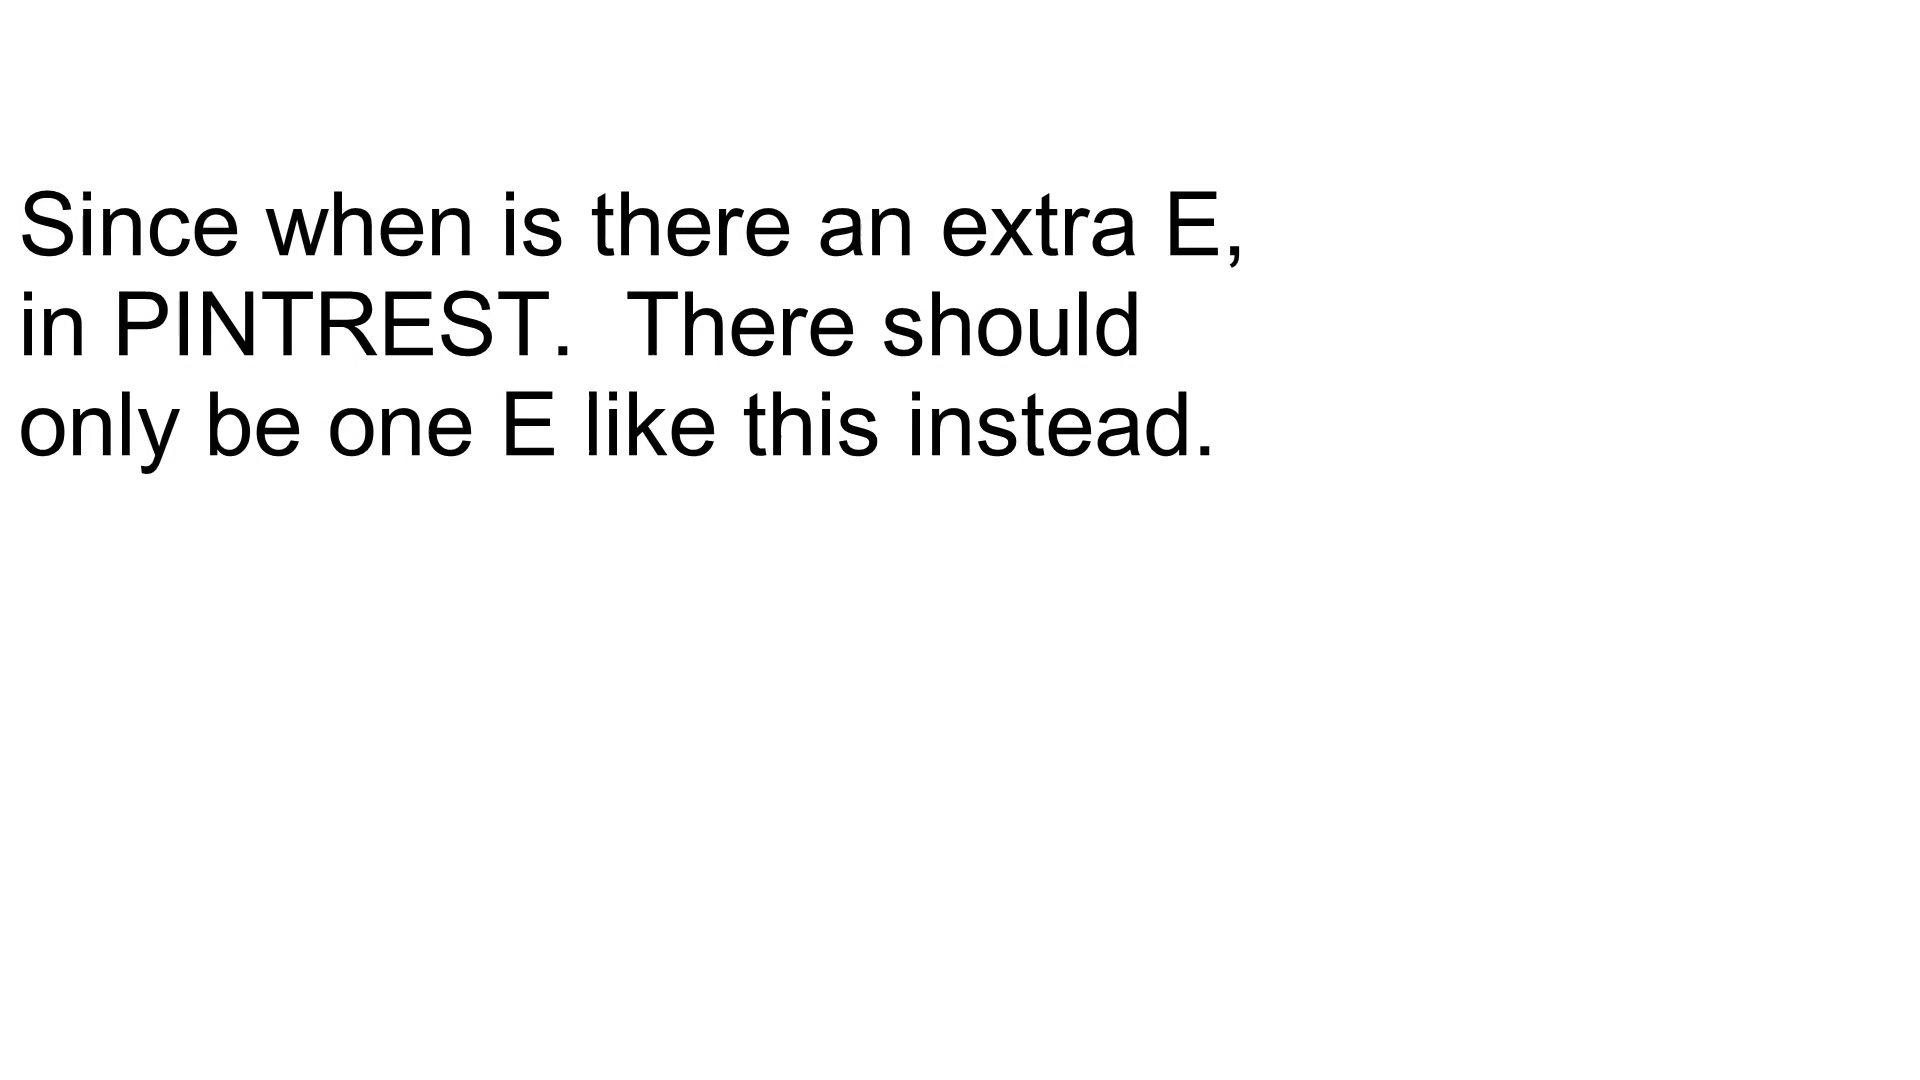 Since when is there an extra E,
in PINTREST.  There should
only be one E like this instead.